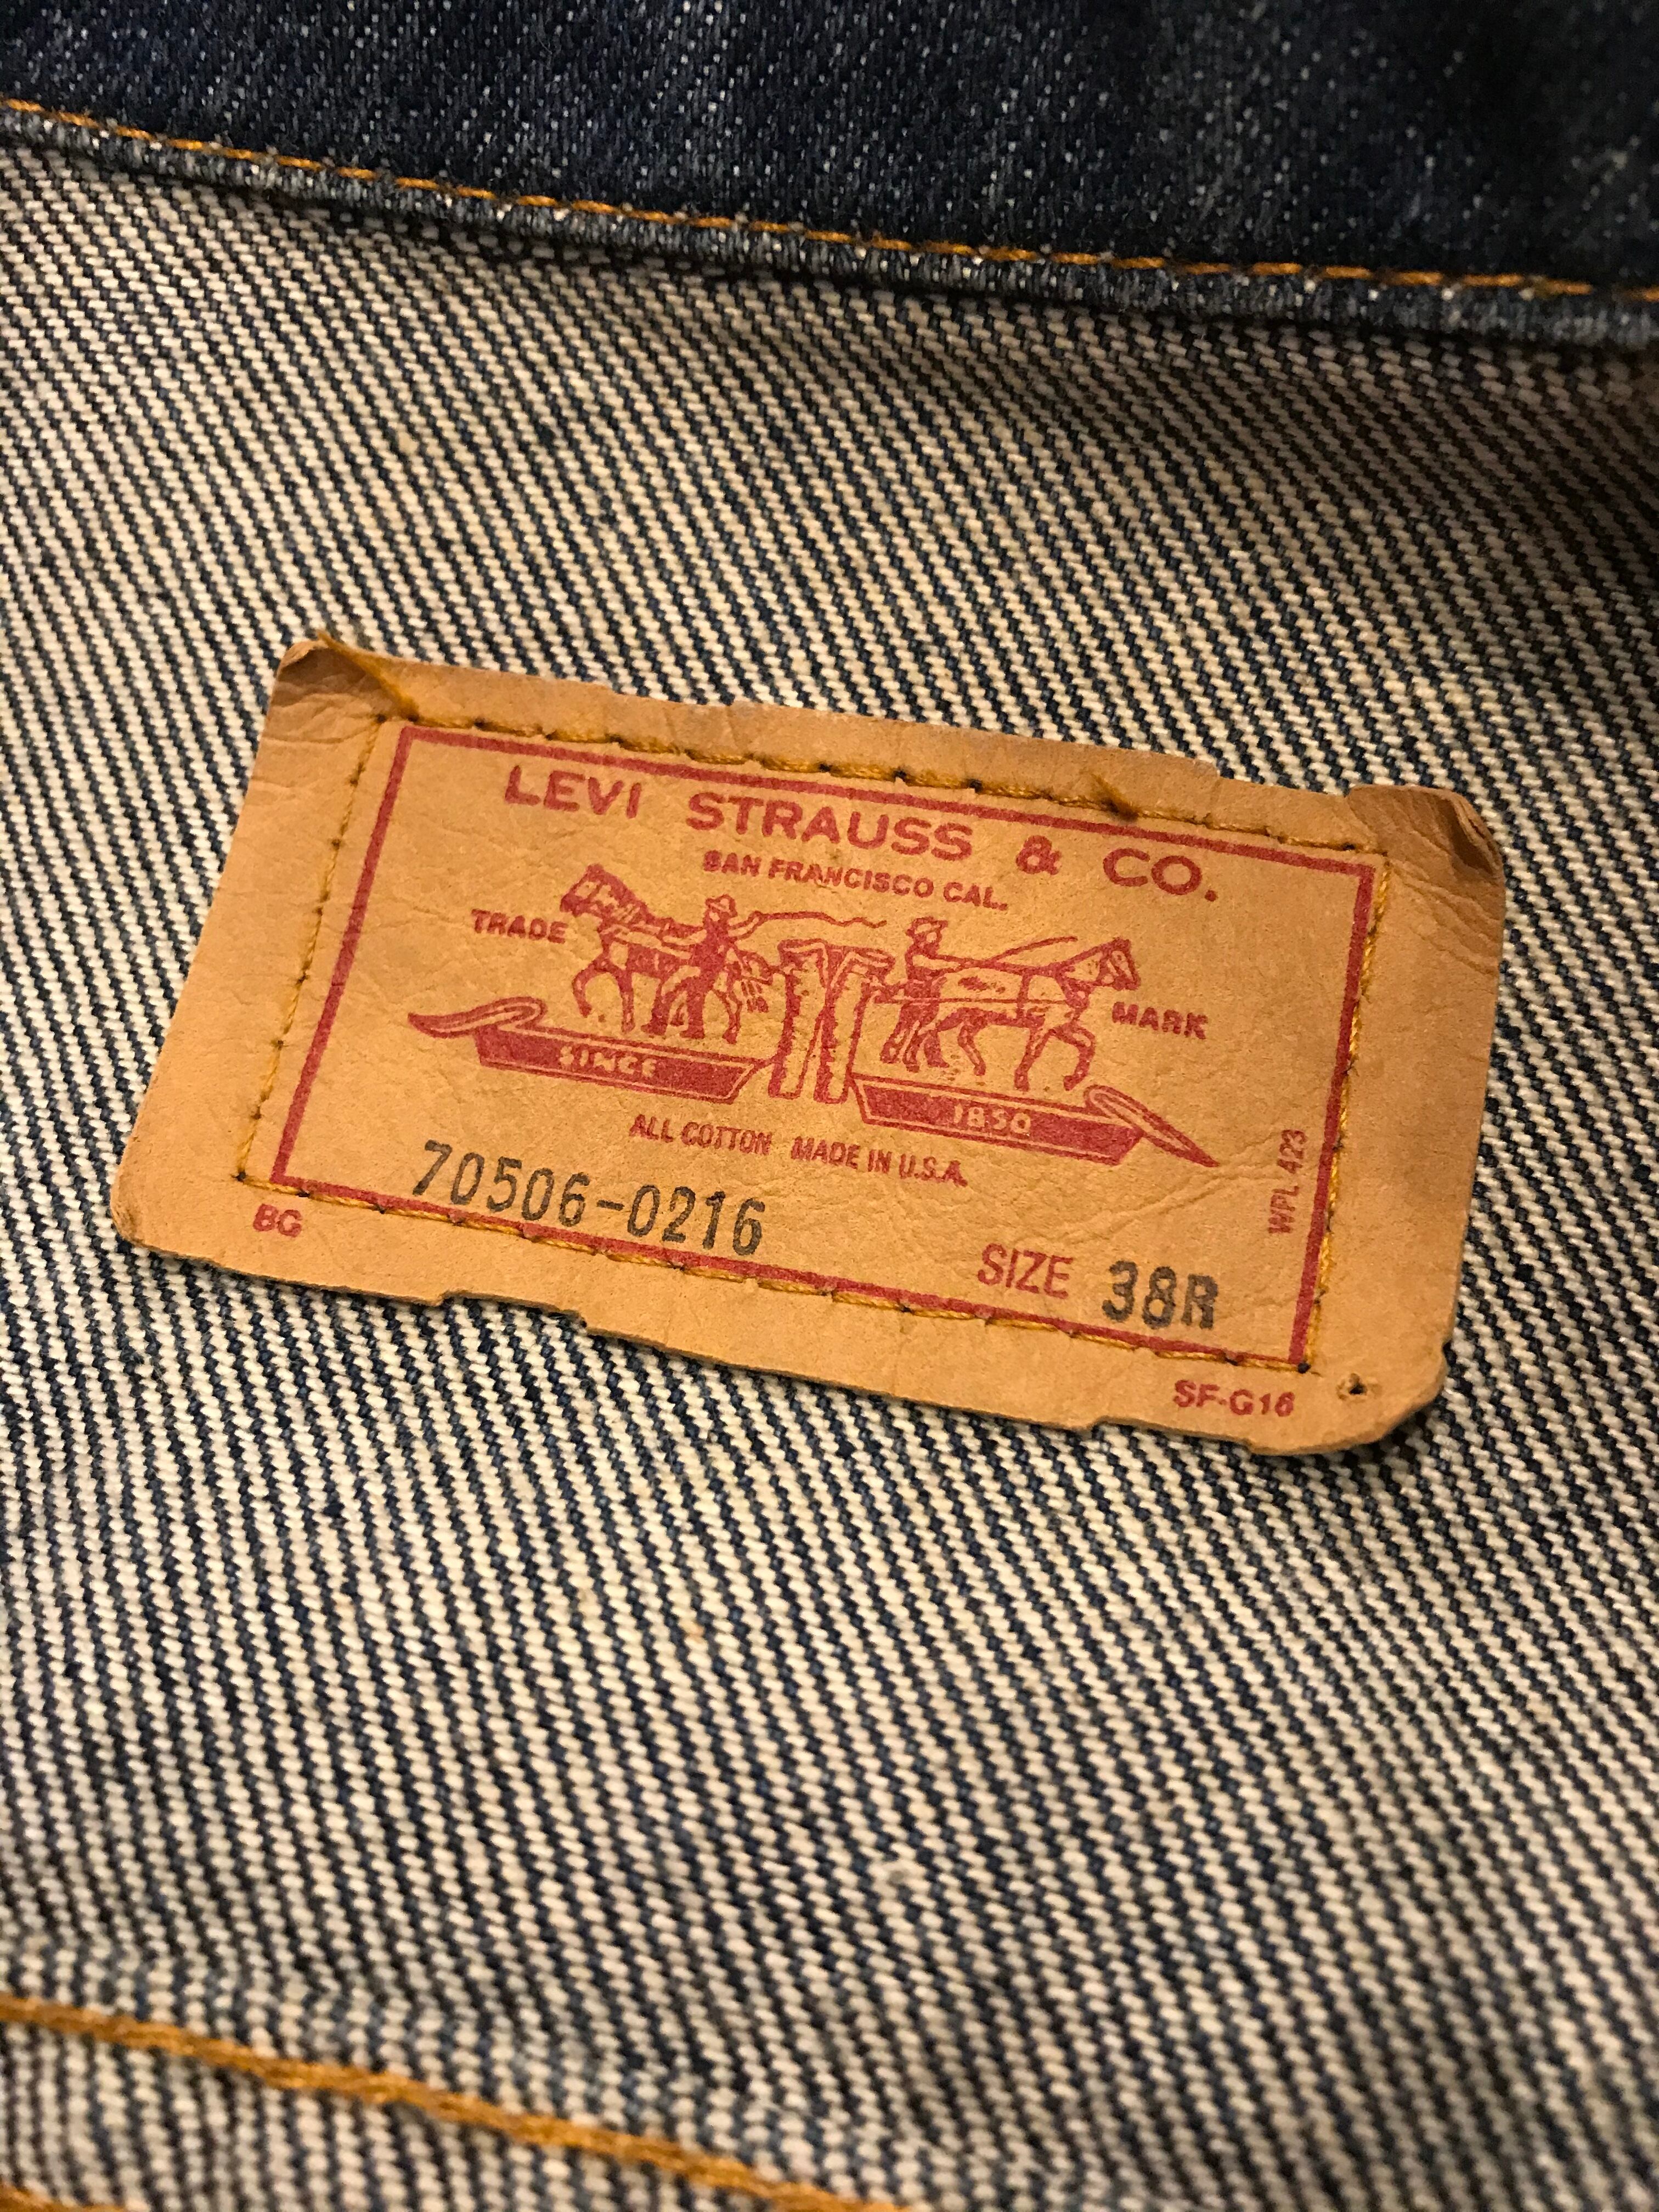 LEVI STRAUSS & CO.
SAN FRANCISCO CAL.
TRADE MARK
SINCE 1850
ALL COTTON MADE IN U.S.A.
WPL 423
70506-0216
SIZE 38R
BG
SF-G16